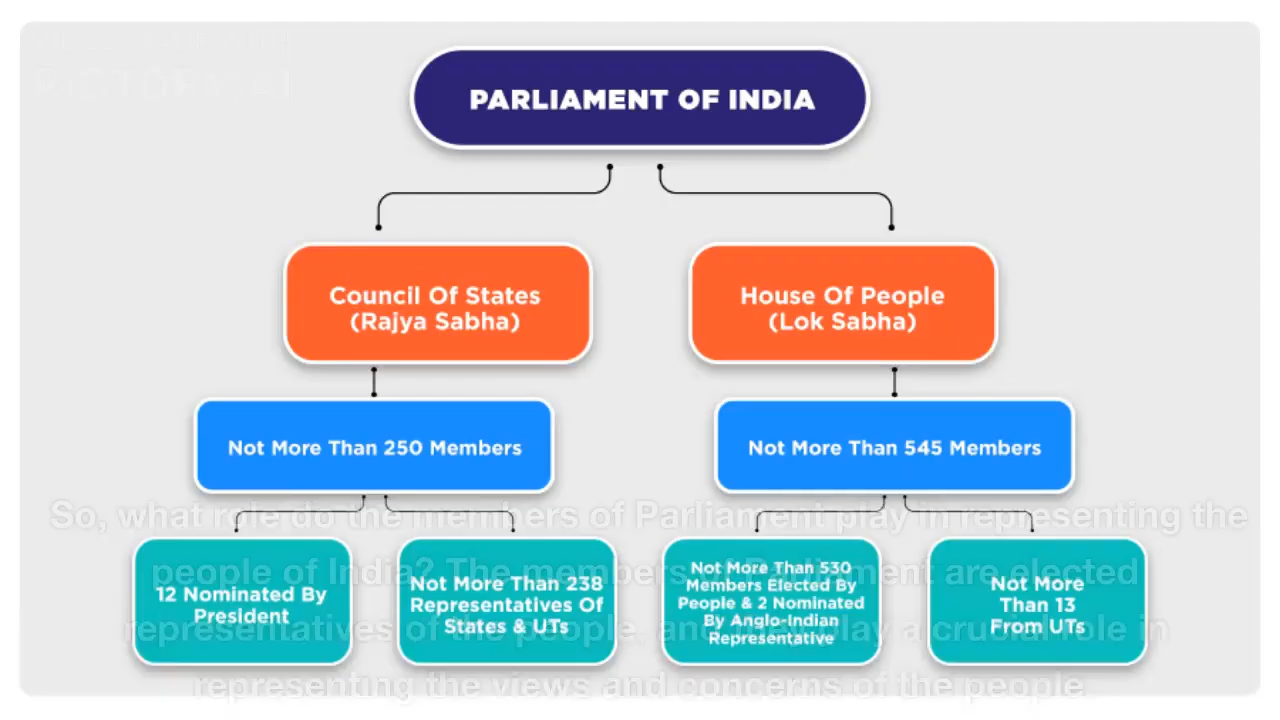 PARLIAMENT OF INDIA
Council Of States
(Rajya Sabha)
House Of People
(Lok Sabha)
Not More Than 250 Members
Not More Than 545 Members
12 Nominated By
President
Not More Than 238
Representatives Of
States & UTs
Not More Than 530
Members Elected By
People & 2 Nominated
By Anglo-Indian
Representative
Not More
Than 13
From UTs
So, what role do the members of Parliament play in representing the
people of India? The members of Parliament are elected
representatives of the people, and they play a crucial role in
representing the views and concerns of the people.